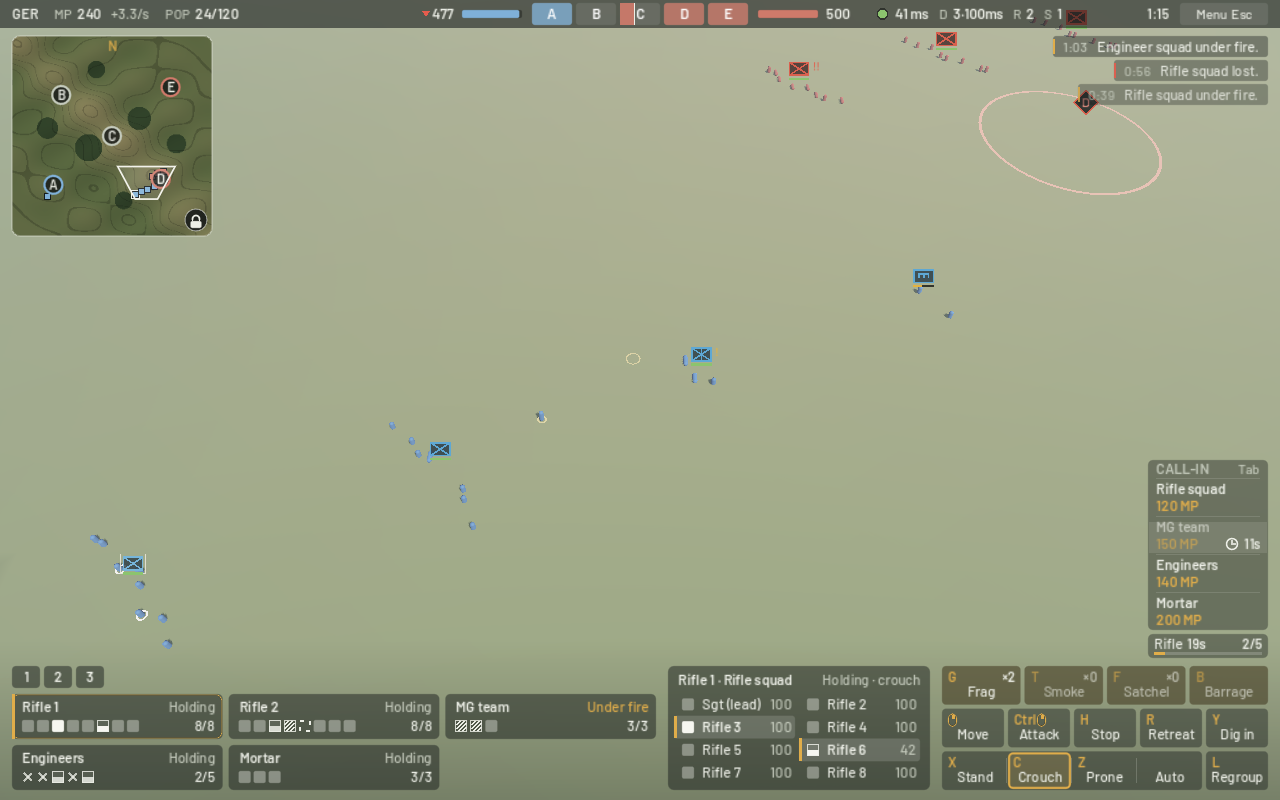 GER MP 240 +3.3/s POP 24/120
477 A B C D E 500
41 ms D 3·100ms R 2 S 1 1:15 Menu Esc
N
B
E
C
A
D
1:03 Engineer squad under fire.
0:56 Rifle squad lost.
0:39 Rifle squad under fire.
D
!!
E
CALL-IN Tab
Rifle squad
120 MP
MG team
150 MP 11s
Engineers
140 MP
Mortar
200 MP
Rifle 19s 2/5
1 2 3
Rifle 1 Holding
8/8
Rifle 2 Holding
8/8
MG team Under fire
3/3
Engineers Holding
2/5
Mortar Holding
3/3
Rifle 1 · Rifle squad Holding · crouch
Sgt (lead) 100 Rifle 2 100
Rifle 3 100 Rifle 4 100
Rifle 5 100 Rifle 6 42
Rifle 7 100 Rifle 8 100
G ×2 Frag
T ×0 Smoke
F ×0 Satchel
B Barrage
Move
Ctrl Attack
H Stop
R Retreat
Y Dig in
X Stand
C Crouch
Z Prone
Auto
L Regroup